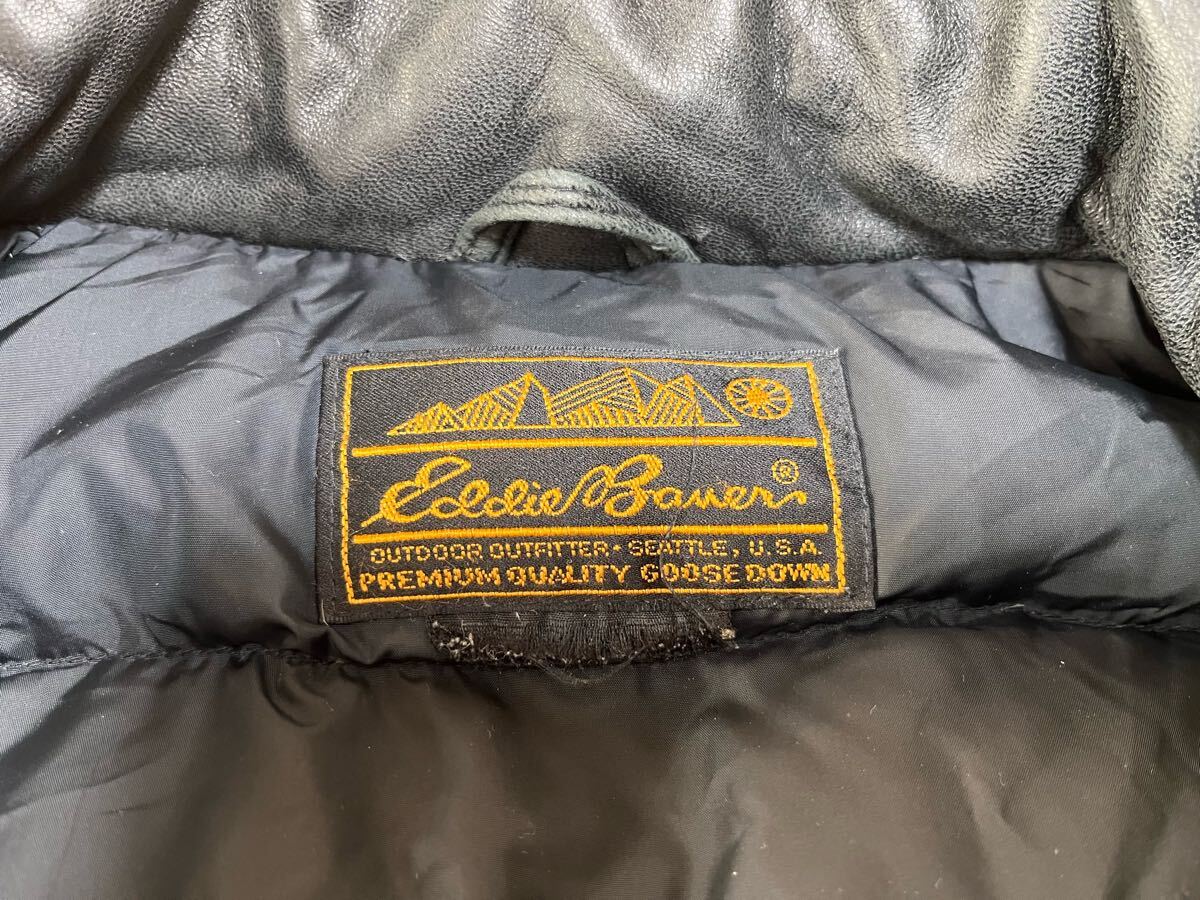 Eddie Bauer®
OUTDOOR OUTFITTER · SEATTLE, U.S.A.
PREMIUM QUALITY GOOSE DOWN